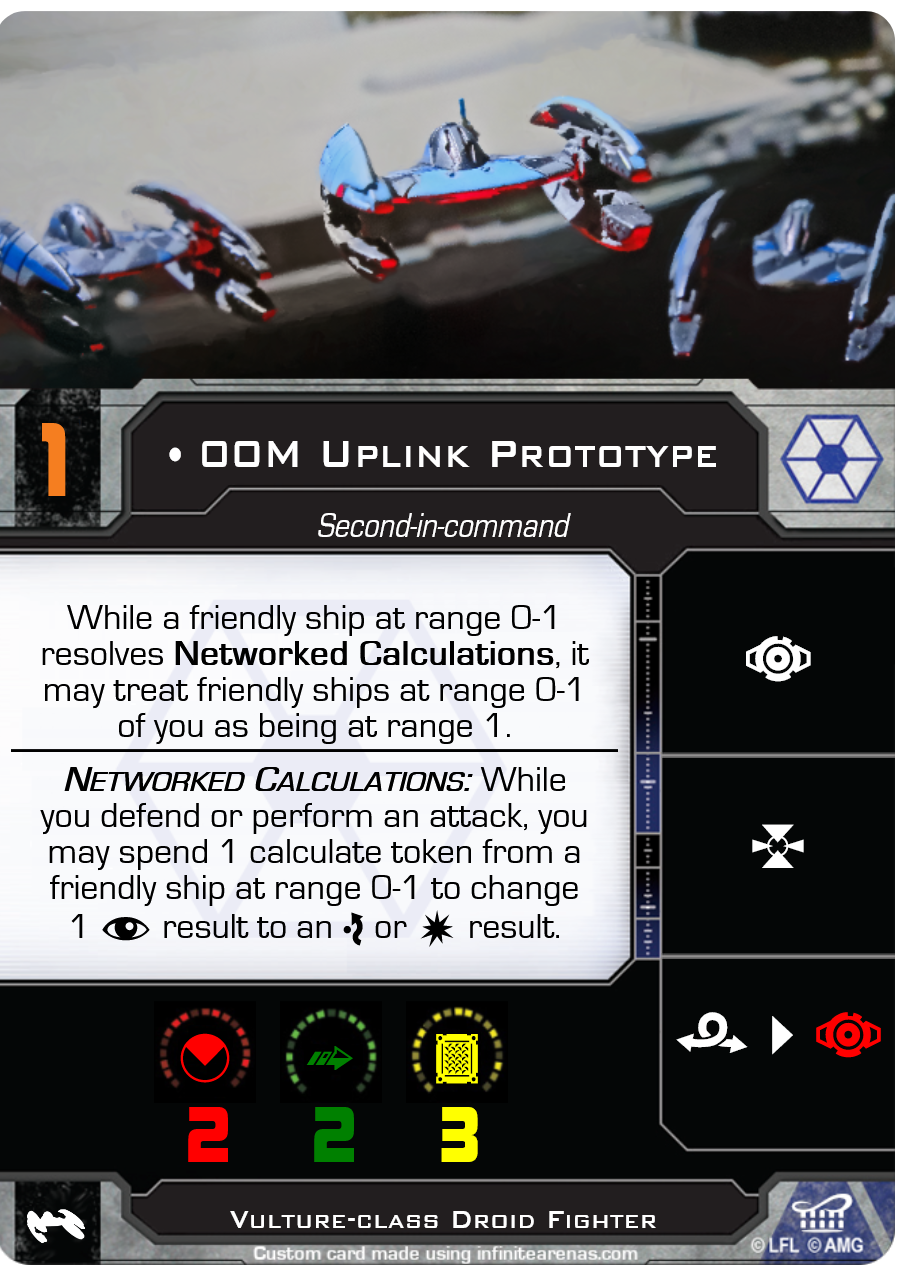 1
• OOM Uplink Prototype
Second-in-command
While a friendly ship at range 0-1
resolves Networked Calculations, it
may treat friendly ships at range 0-1
of you as being at range 1.
Networked Calculations: While
you defend or perform an attack, you
may spend 1 calculate token from a
friendly ship at range 0-1 to change
1 result to an or result.
2 2 3
Vulture-class Droid Fighter
Custom card made using infinitearenas.com
© LFL © AMG